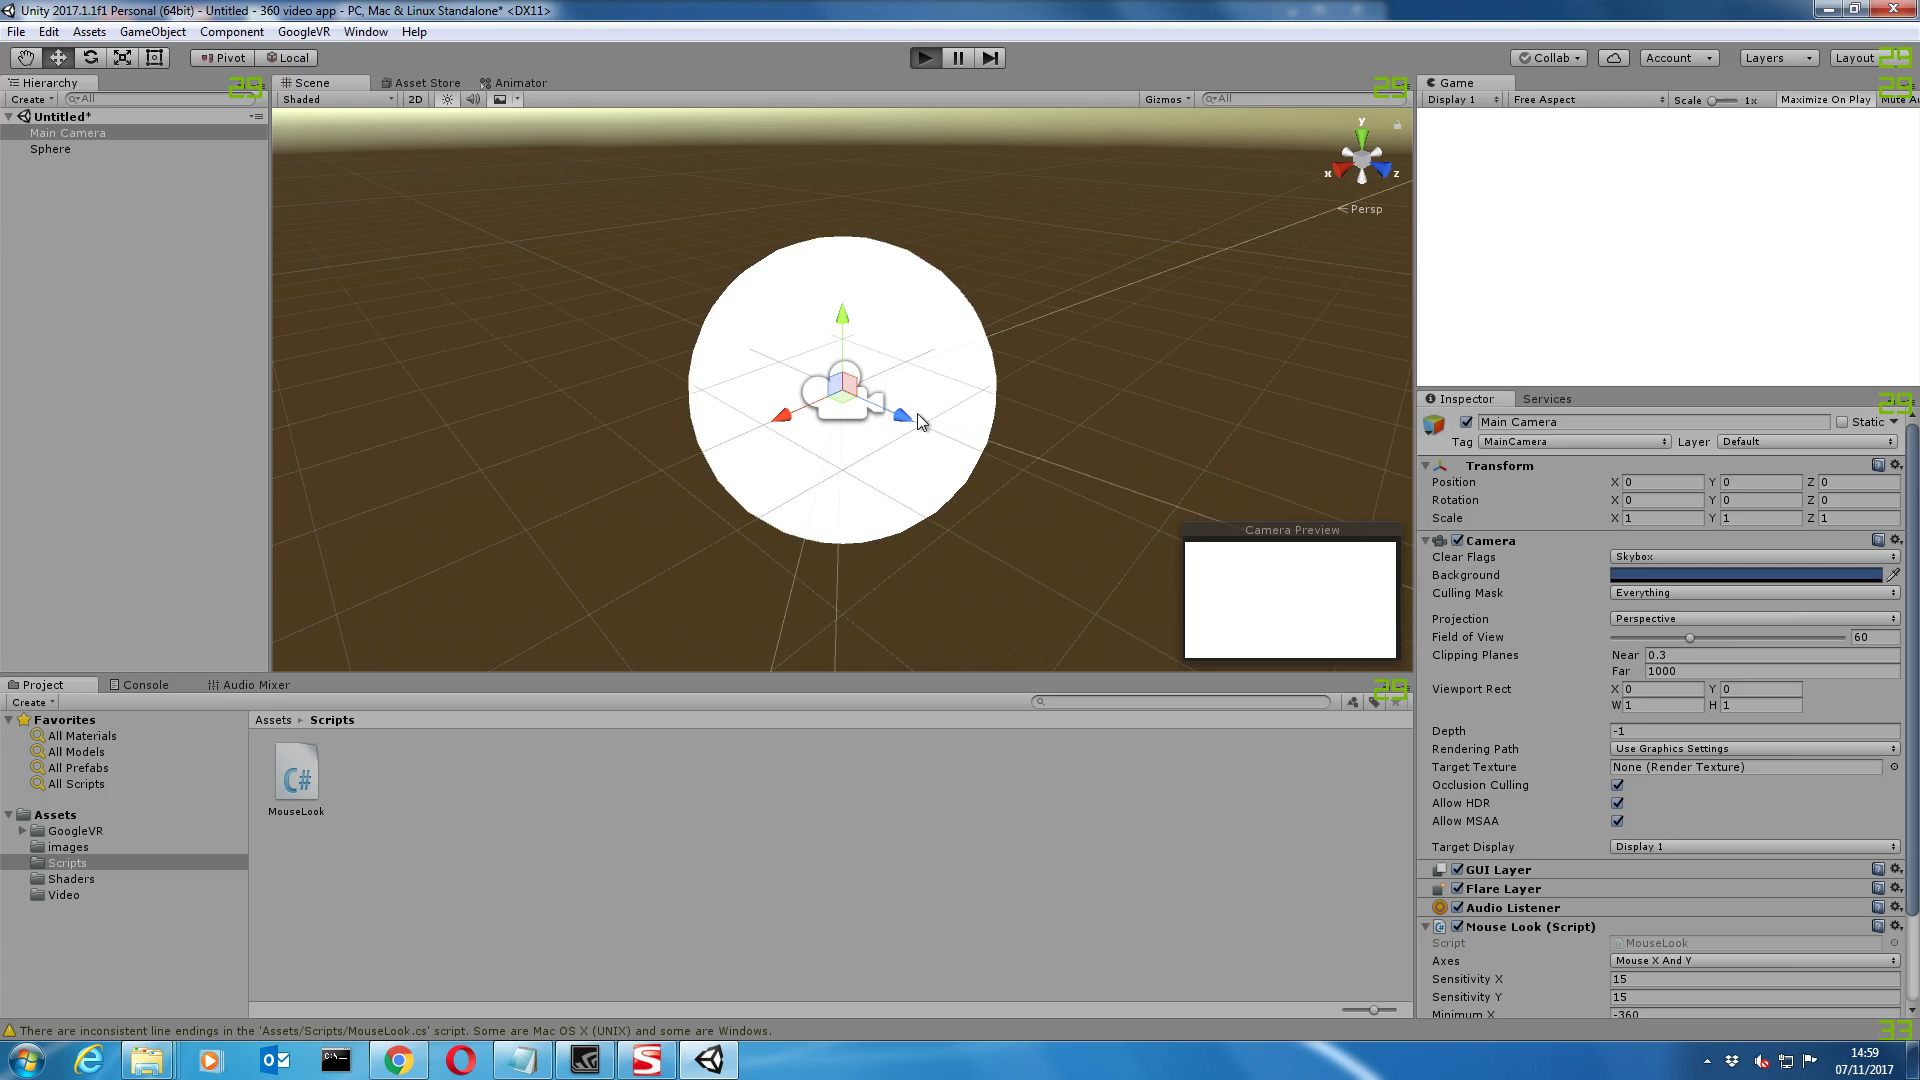 Unity 2017.1.1f1 Personal (64bit) - Untitled - 360 video app - PC, Mac & Linux Standalone* <DX11>
File Edit Assets GameObject Component GoogleVR Window Help
Pivot Local Collab Account Layers Layout 29
Hierarchy 29
Create All
Untitled*
Main Camera
Sphere
Scene Asset Store Animator 29
Shaded 2D Gizmos All
y
x z
Persp
Camera Preview
Game 29
Display 1 Free Aspect Scale 1x Maximize On Play Mute Au
Inspector Services 29
Main Camera Static
Tag MainCamera Layer Default
Transform
Position X 0 Y 0 Z 0
Rotation X 0 Y 0 Z 0
Scale X 1 Y 1 Z 1
Camera
Clear Flags Skybox
Background
Culling Mask Everything
Projection Perspective
Field of View 60
Clipping Planes Near 0.3
Far 1000
Viewport Rect X 0 Y 0
W 1 H 1
Depth -1
Rendering Path Use Graphics Settings
Target Texture None (Render Texture)
Occlusion Culling
Allow HDR
Allow MSAA
Target Display Display 1
GUI Layer
Flare Layer
Audio Listener
Mouse Look (Script)
Script MouseLook
Axes Mouse X And Y
Sensitivity X 15
Sensitivity Y 15
Minimum X -360
Project Console Audio Mixer 29
Create
Favorites
All Materials
All Models
All Prefabs
All Scripts
Assets
GoogleVR
images
Scripts
Shaders
Video
Assets Scripts
C#
MouseLook
There are inconsistent line endings in the 'Assets/Scripts/MouseLook.cs' script. Some are Mac OS X (UNIX) and some are Windows.
33
14:59
07/11/2017